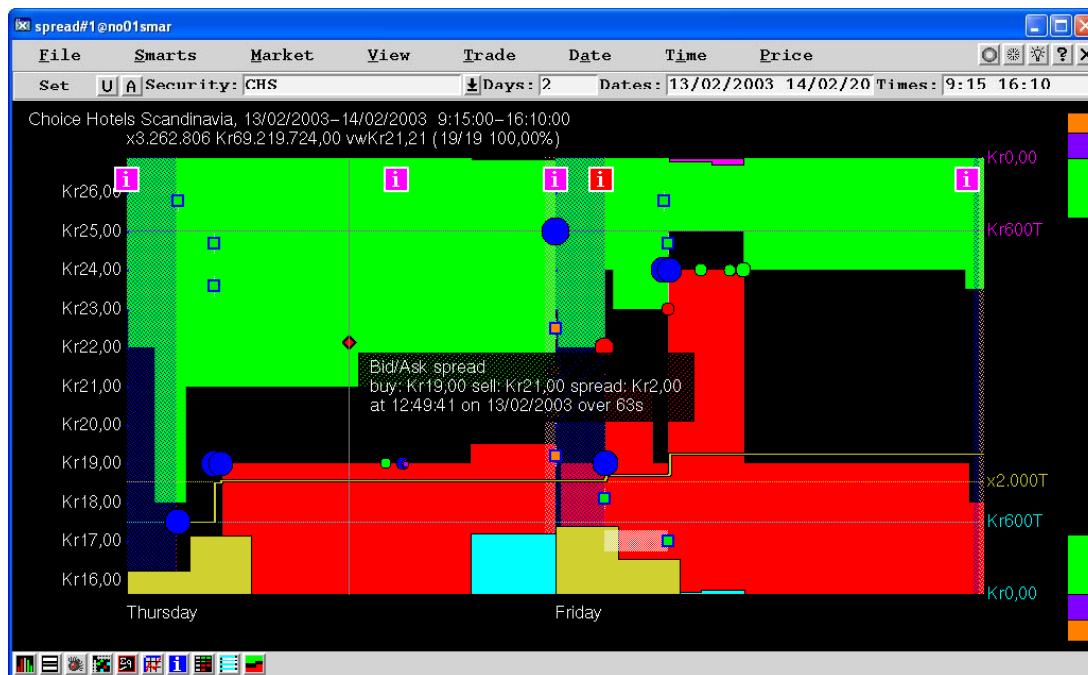 spread#1@no01smar
File Smarts Market View Trade Date Time Price
Set U A Security: CHS Days: 2 Dates: 13/02/2003 14/02/20 Times: 9:15 16:10
Choice Hotels Scandinavia, 13/02/2003–14/02/2003 9:15:00–16:10:00
x3.262.806 Kr69.219.724,00 vwKr21,21 (19/19 100,00%)
Kr0,00
i i i i i
Kr26,00
Kr25,00 Kr600T
Kr24,00
Kr23,00
Kr22,00
Bid/Ask spread
Kr21,00 buy: Kr19,00 sell: Kr21,00 spread: Kr2,00
at 12:49:41 on 13/02/2003 over 63s
Kr20,00
Kr19,00
x2.000T
Kr18,00
Kr600T
Kr17,00
Kr16,00
Kr0,00
Thursday Friday